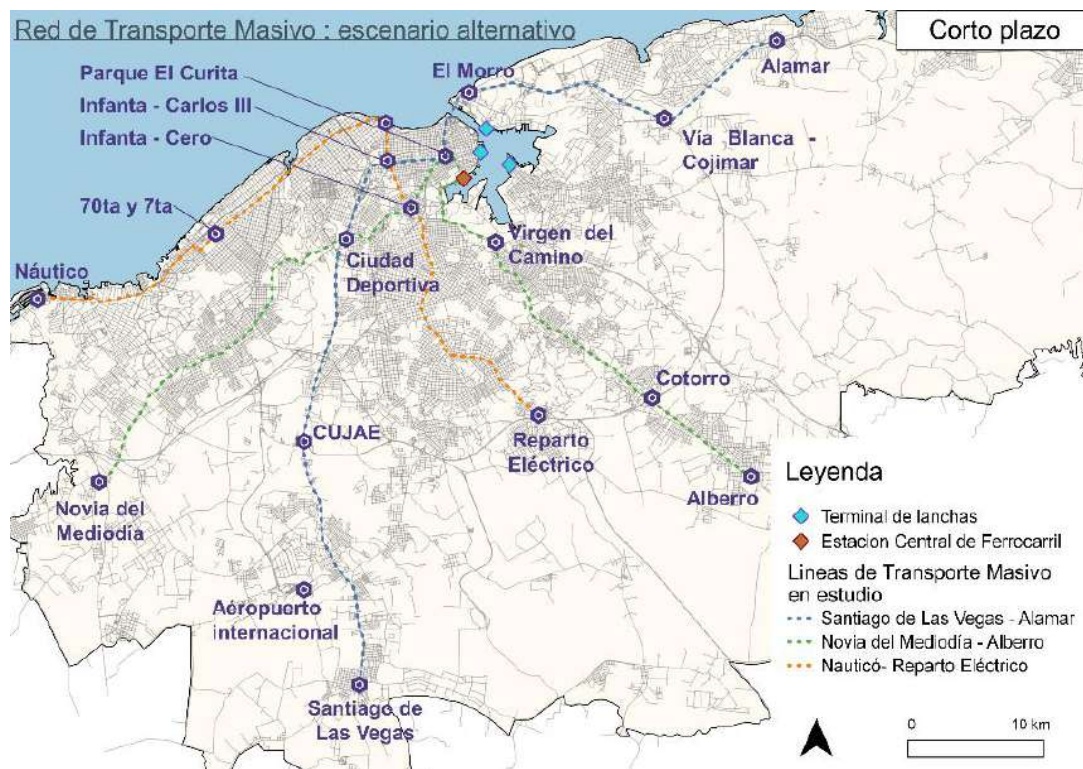 Red de Transporte Masivo : escenario alternativo
Corto plazo
Parque El Curita
El Morro
Alamar
Infanta - Carlos III
Infanta - Cero
Vía Blanca -
Cojimar
70ta y 7ta
Virgen del
Camino
Náutico
Ciudad
Deportiva
Cotorro
CUJAE
Reparto
Eléctrico
Alberro
Novia del
Mediodía
Aéropuerto
internacional
Santiago de
Las Vegas
Leyenda
Terminal de lanchas
Estacion Central de Ferrocarril
Lineas de Transporte Masivo
en estudio
Santiago de Las Vegas - Alamar
Novia del Mediodía - Alberro
Nauticó- Reparto Eléctrico
0 10 km